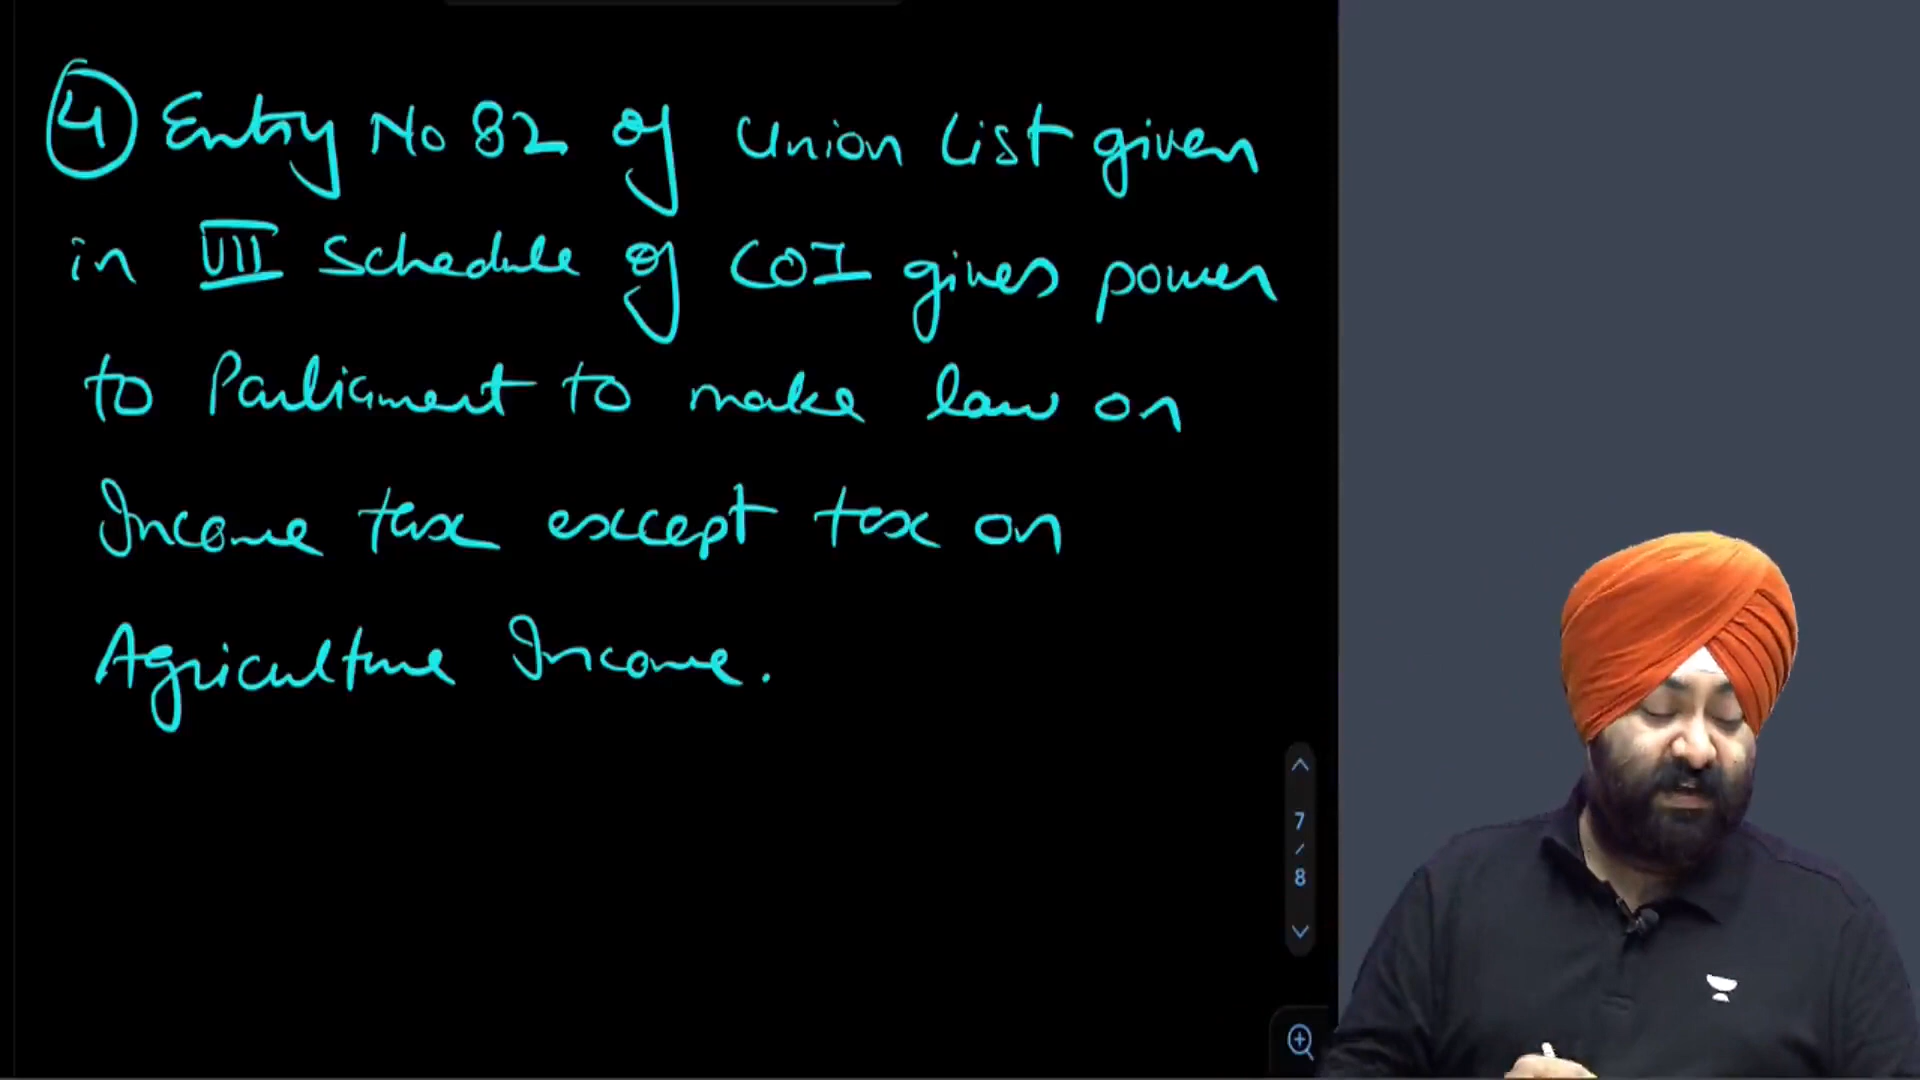 4 Entry No 82 of Union List given
in VII Schedule of COI gives power
to Parliament to make law on
Income tax except tax on
Agriculture Income.
7
/
8